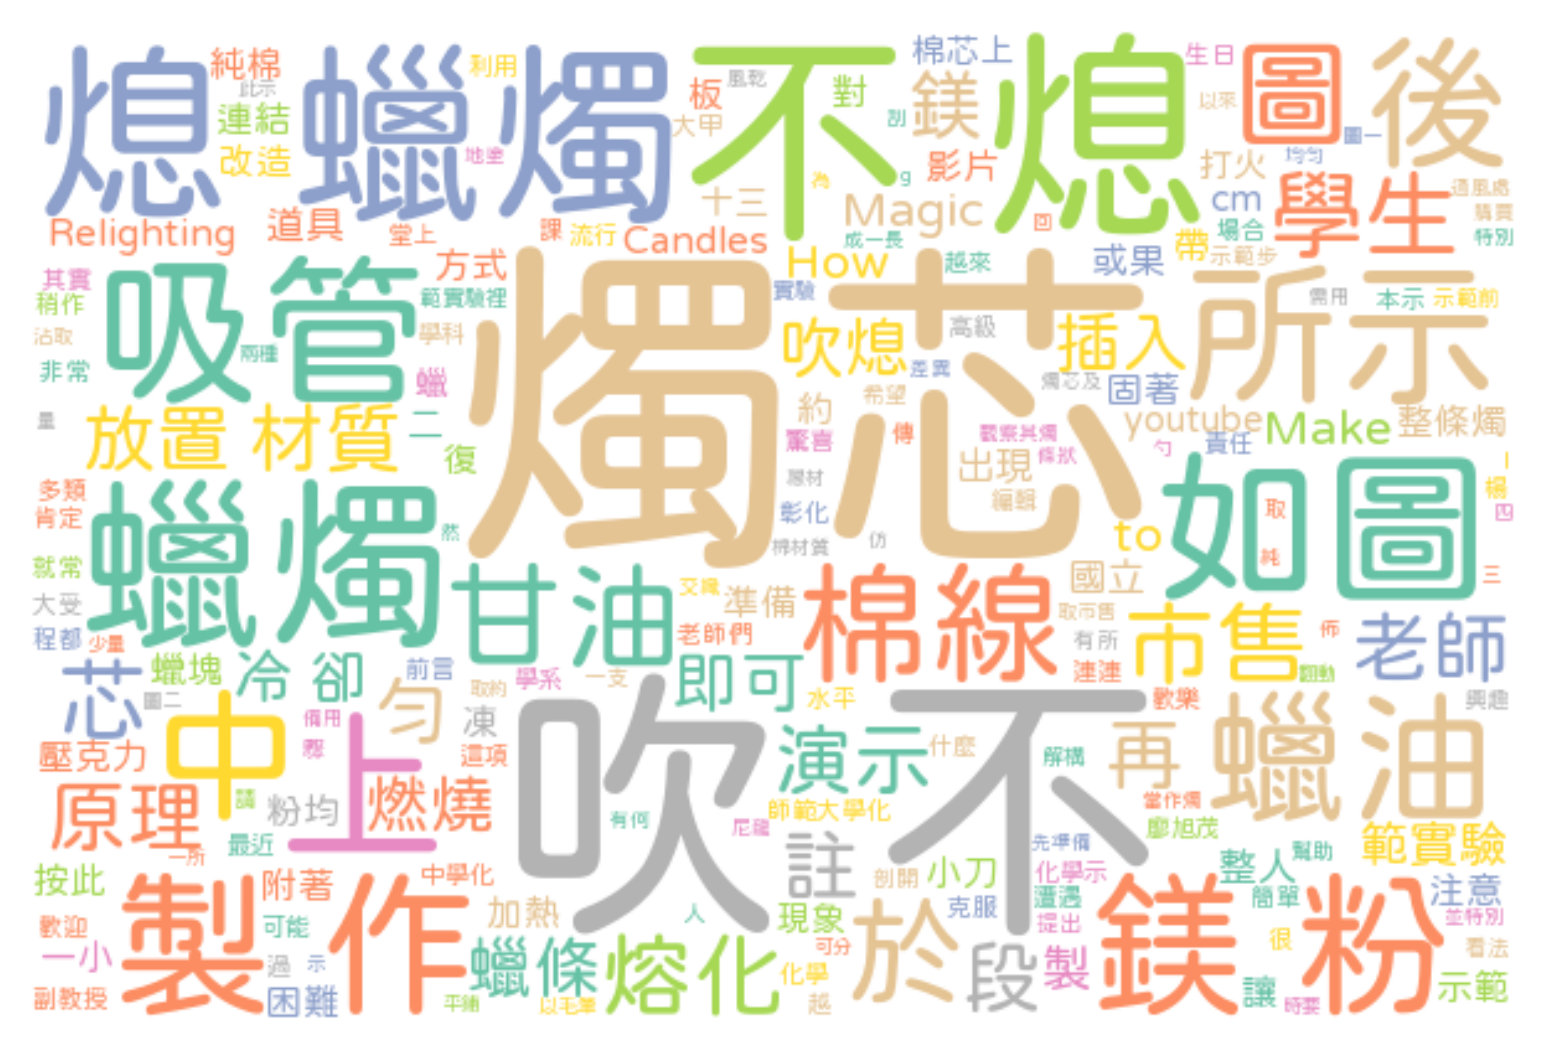 熄 蠟燭 不熄 圖 後
純棉 此示 利用 風乾 棉芯上 生日
連結 板 對 鎂 以來
改造 地塗 大甲 刮 影片 打火 均勻 圖一
十三 為 g cm 學生 通風處
Relighting 道具 堂上 課 流行 Candles Magic 回 帶 場合 購買 特別
成一長 How 越來 或果 示範步
其實 吸管 方式 燭芯 實驗 所示
稍作 範實驗裡 需用 本示 示範前
沾取 學科 吹熄 高級 插入
非常 兩種 蠟 差異 燭芯及 固著
量 放置 材質 二 約 希望 youtube Make 整條燭
復 驚喜 傳 觀察其燭 勺 責任
出現 條狀
多類 蠟燭 膠材 編輯 如圖 楊
肯定 然 彰化 仿 取 四
就常 棉材質 to 純
大受 甘油 交織 準備 棉線 國立 三
程都 少量 老師們 取市售 市售 佈 老師
有所
芯 蠟塊 冷卻 前言 學系 一支 即可 漣漣 翻動
圖二 勻 取約 吹不 水平 歡樂 興趣
中 備用 凍 演示 什麼 再 蠟油
壓克力 上 這項 解構
原理 請 粉均 燃燒 有何 師範大學化 當作燭
最近 尼龍 廖旭茂 範實驗
一所 註 先準備 幫助
按此 附著 中學化 剖開 小刀 化學示 整人
製作 加熱 克服 遭遇 簡單 注意
歡迎 可能 人 現象 於 提出 鎂粉 並特別
一小 過 示 蠟條 熔化 可分 段 製 很 看法
化學 讓 示範
副教授 困難 平鋪 以毛筆 越 時要